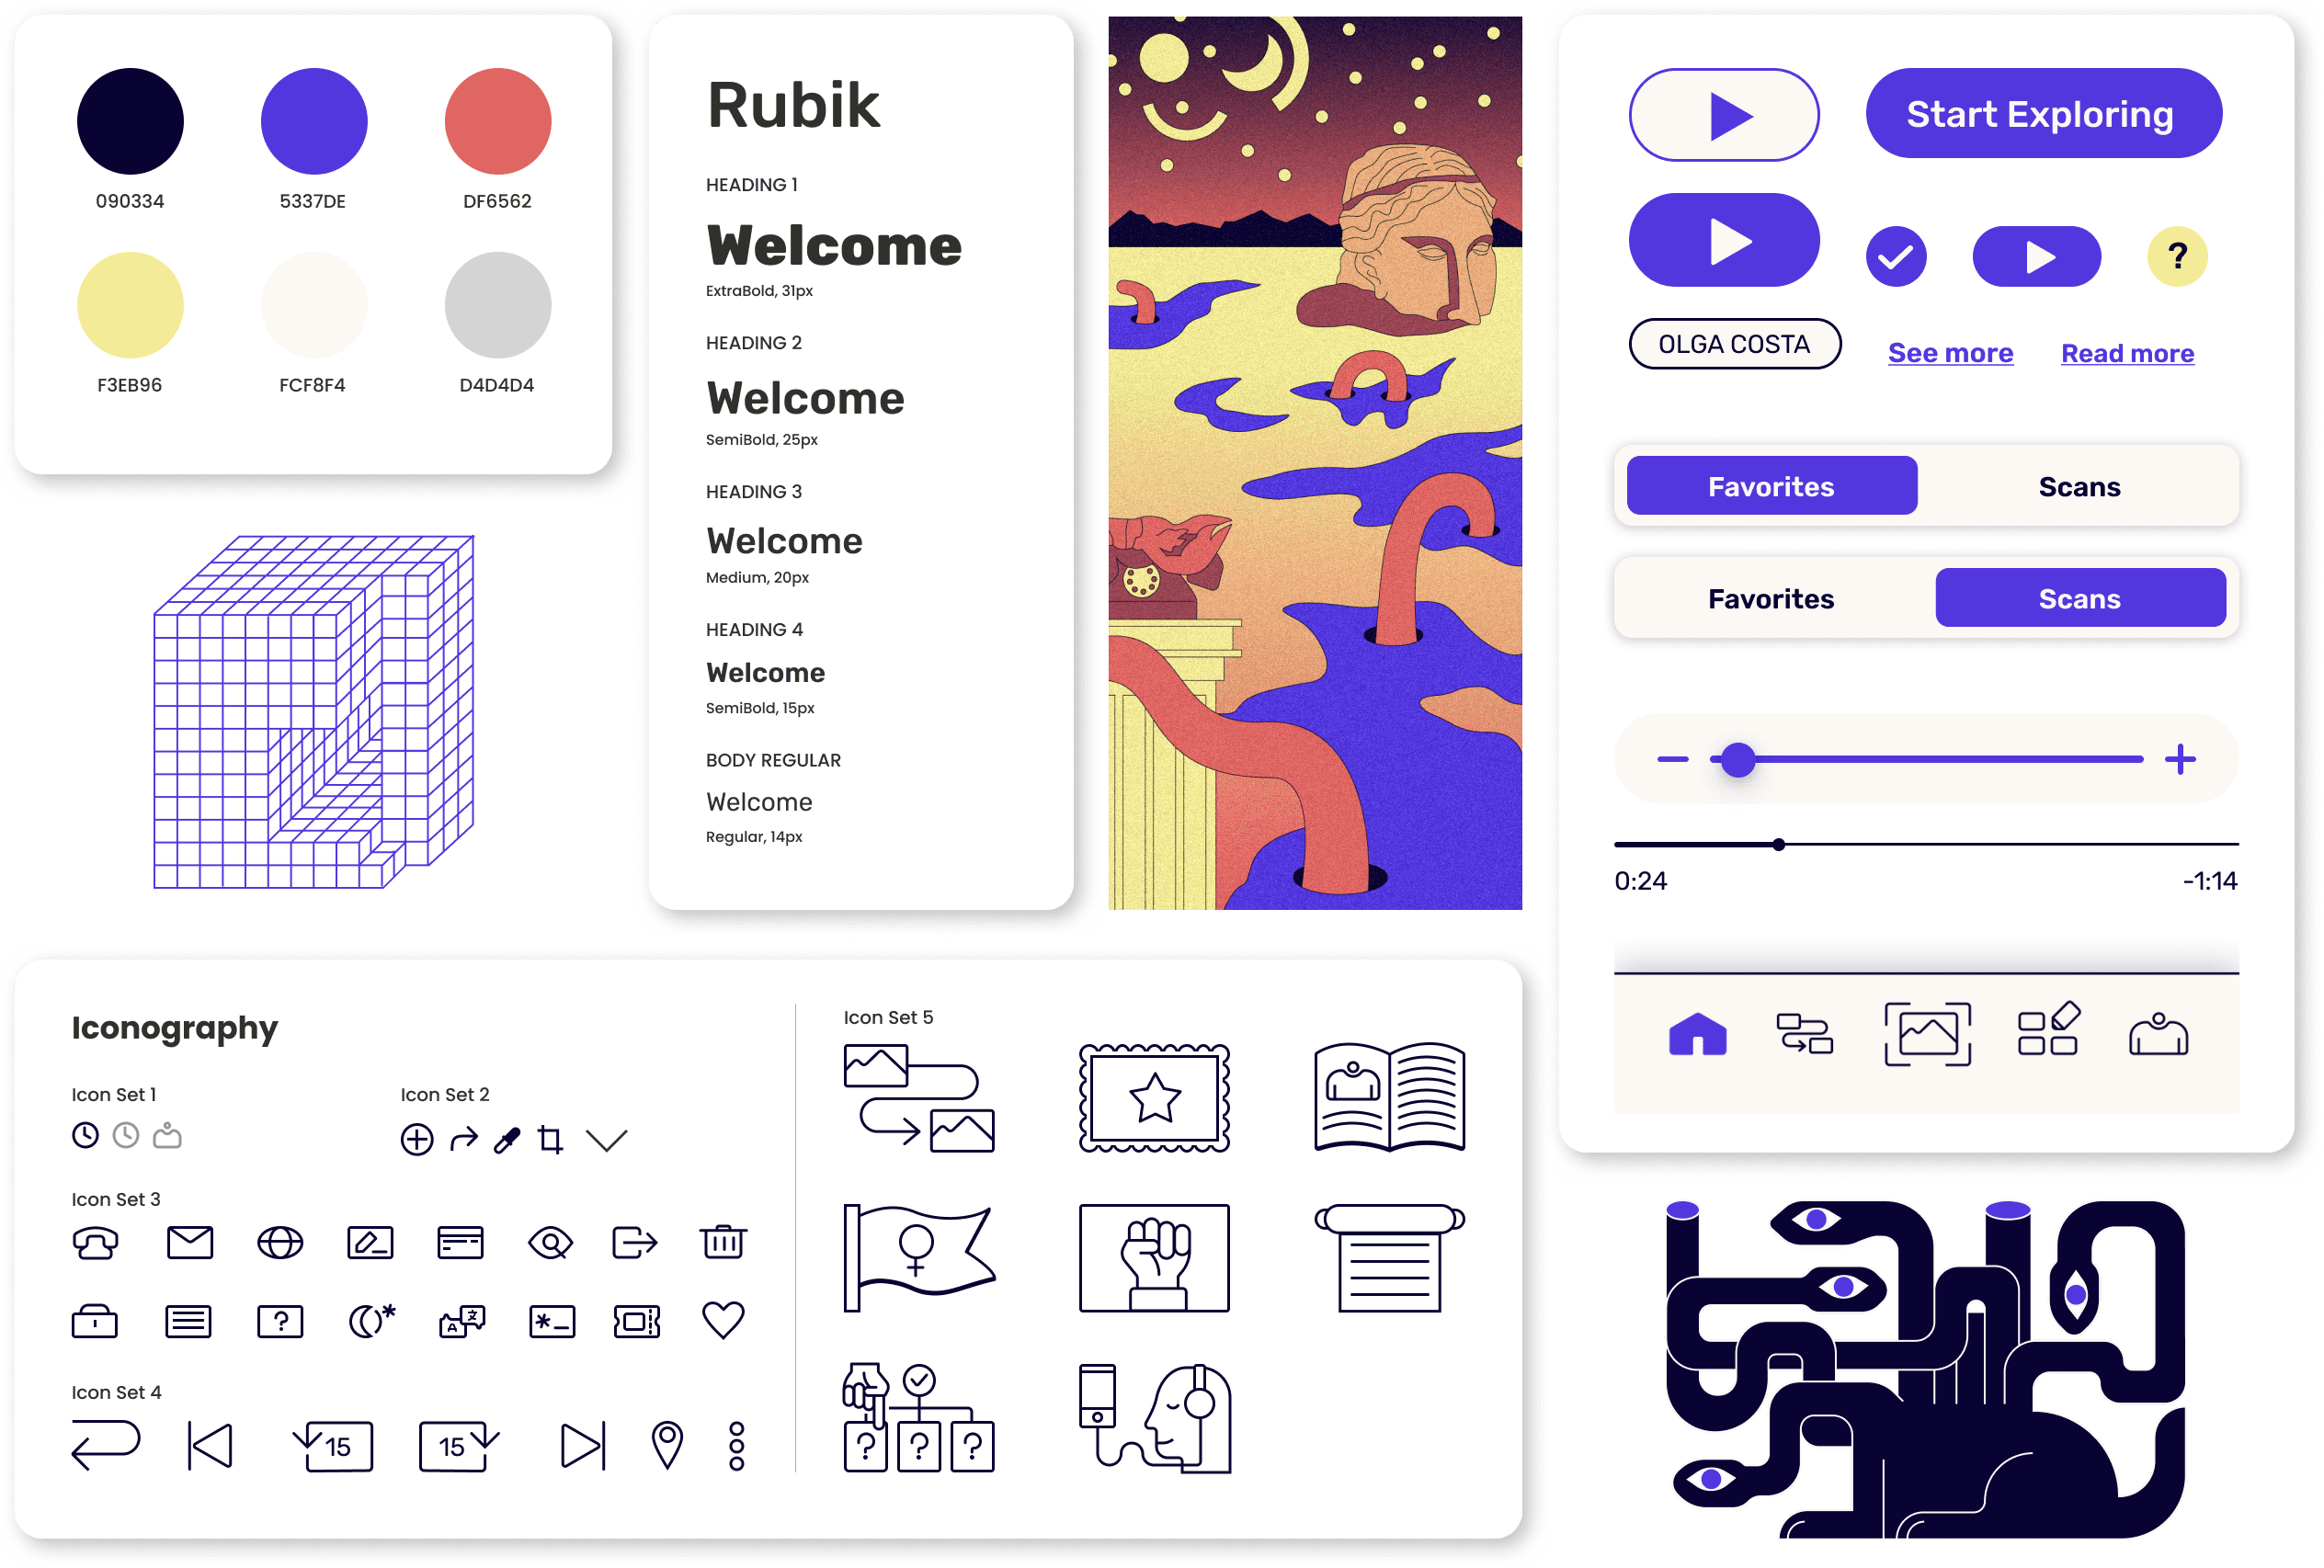 090334
5337DE
DF6562
F3EB96
FCF8F4
D4D4D4
Rubik
HEADING 1
Welcome
ExtraBold, 31px
HEADING 2
Welcome
SemiBold, 25px
HEADING 3
Welcome
Medium, 20px
HEADING 4
Welcome
SemiBold, 15px
BODY REGULAR
Welcome
Regular, 14px
Start Exploring
?
OLGA COSTA
See more
Read more
Favorites
Scans
Favorites
Scans
0:24
-1:14
Iconography
Icon Set 1
Icon Set 2
Icon Set 3
?
A
文
*_
Icon Set 4
15
15
Icon Set 5
?
?
?